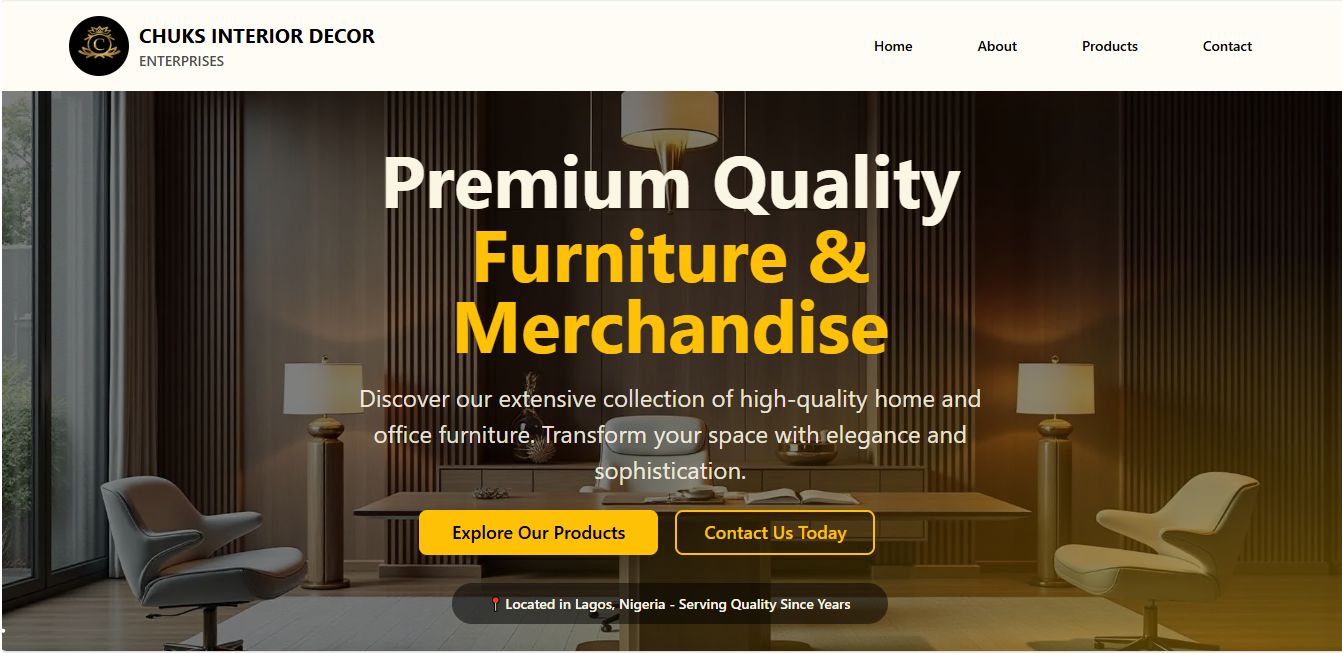 C
CHUKS INTERIOR DECOR
ENTERPRISES
Home
About
Products
Contact
Premium Quality
Furniture &
Merchandise
Discover our extensive collection of high-quality home and
office furniture. Transform your space with elegance and
sophistication.
Explore Our Products
Contact Us Today
📍 Located in Lagos, Nigeria - Serving Quality Since Years